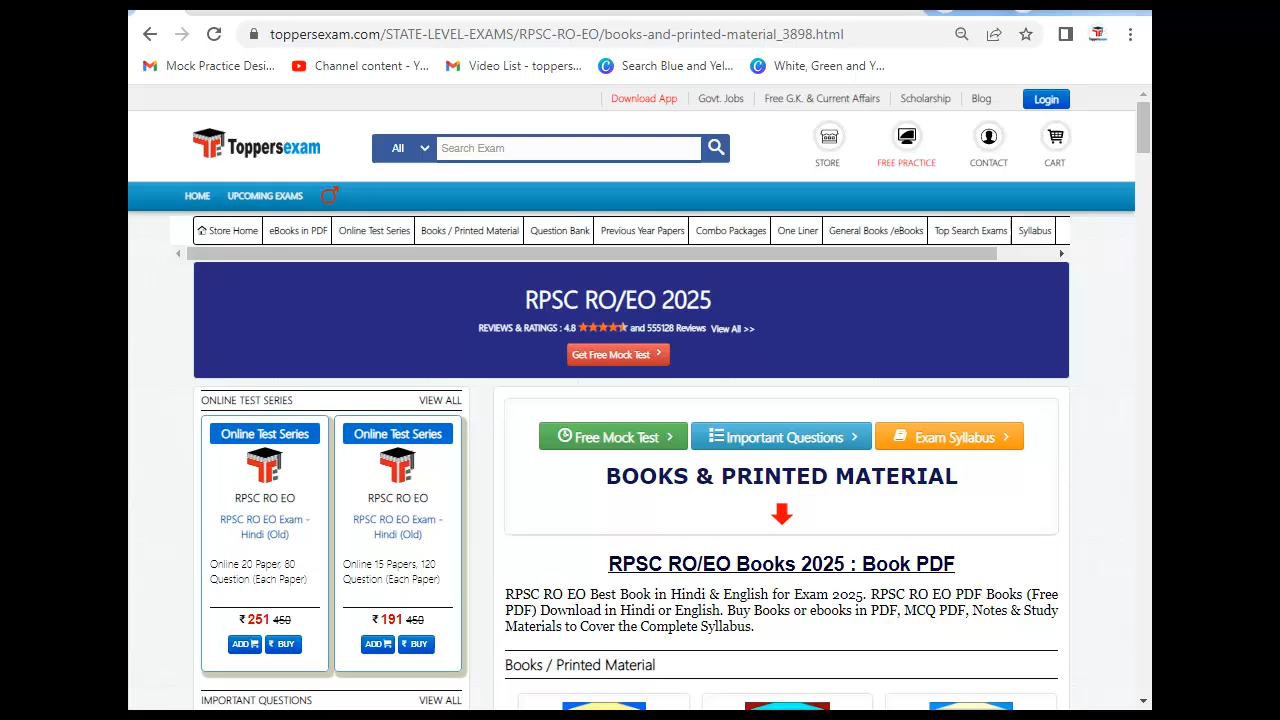 toppersexam.com/STATE-LEVEL-EXAMS/RPSC-RO-EO/books-and-printed-material_3898.html
Mock Practice Desi... Channel content - Y... Video List - toppers... Search Blue and Yel... White, Green and Y...
Download App Govt. Jobs Free G.K. & Current Affairs Scholarship Blog Login
Toppersexam
All Search Exam
STORE FREE PRACTICE CONTACT CART
HOME UPCOMING EXAMS
Store Home eBooks in PDF Online Test Series Books / Printed Material Question Bank Previous Year Papers Combo Packages One Liner General Books /eBooks Top Search Exams Syllabus
RPSC RO/EO 2025
REVIEWS & RATINGS : 4.8 and 555128 Reviews View All >>
Get Free Mock Test
ONLINE TEST SERIES VIEW ALL
Online Test Series
RPSC RO EO
RPSC RO EO Exam -
Hindi (Old)
Online 20 Paper, 80
Question (Each Paper)
₹ 251 450
ADD ₹ BUY
Online Test Series
RPSC RO EO
RPSC RO EO Exam -
Hindi (Old)
Online 15 Papers, 120
Question (Each Paper)
₹ 191 450
ADD ₹ BUY
IMPORTANT QUESTIONS VIEW ALL
Free Mock Test Important Questions Exam Syllabus
BOOKS & PRINTED MATERIAL
RPSC RO/EO Books 2025 : Book PDF
RPSC RO EO Best Book in Hindi & English for Exam 2025. RPSC RO EO PDF Books (Free
PDF) Download in Hindi or English. Buy Books or ebooks in PDF, MCQ PDF, Notes & Study
Materials to Cover the Complete Syllabus.
Books / Printed Material